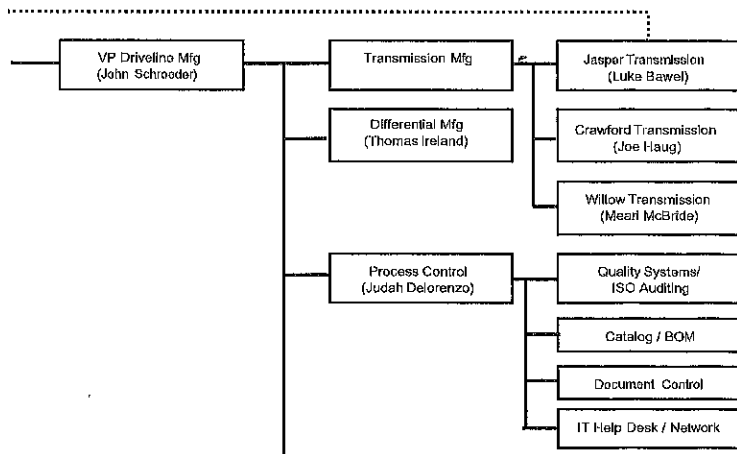 VP Driveline Mfg
(John Schroeder)
Transmission Mfg
Jasper Transmission
(Luke Bawel)
Differential Mfg
(Thomas Ireland)
Crawford Transmission
(Joe Haug)
Willow Transmission
(Mearl McBride)
Process Control
(Judah Delorenzo)
Quality Systems/
ISO Auditing
Catalog / BOM
Document Control
IT Help Desk / Network